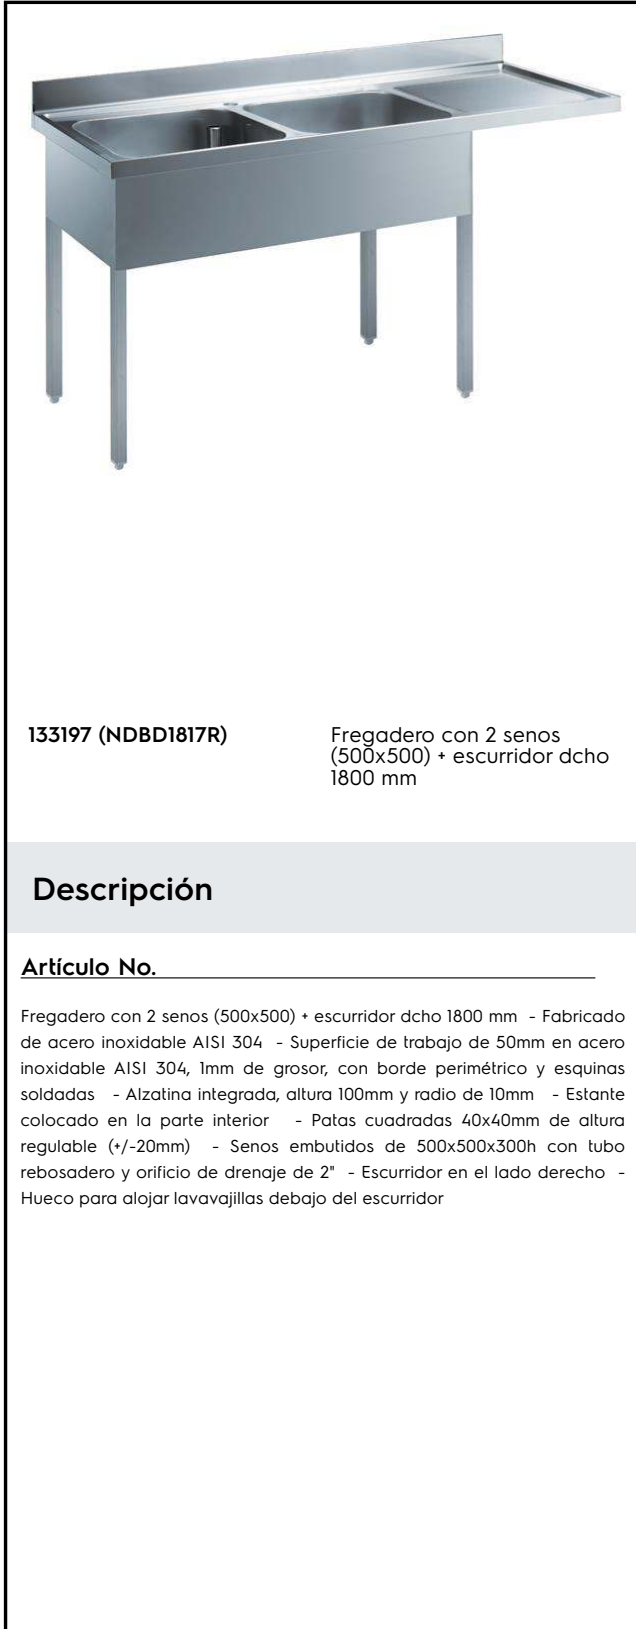 133197 (NDBD1817R)
Fregadero con 2 senos
(500x500) + escurridor dcho
1800 mm
Descripción
Artículo No.
Fregadero con 2 senos (500x500) + escurridor dcho 1800 mm - Fabricado
de acero inoxidable AISI 304 - Superficie de trabajo de 50mm en acero
inoxidable AISI 304, 1mm de grosor, con borde perimétrico y esquinas
soldadas - Alzatina integrada, altura 100mm y radio de 10mm - Estante
colocado en la parte interior - Patas cuadradas 40x40mm de altura
regulable (+/-20mm) - Senos embutidos de 500x500x300h con tubo
rebosadero y orificio de drenaje de 2" - Escurridor en el lado derecho -
Hueco para alojar lavavajillas debajo del escurridor